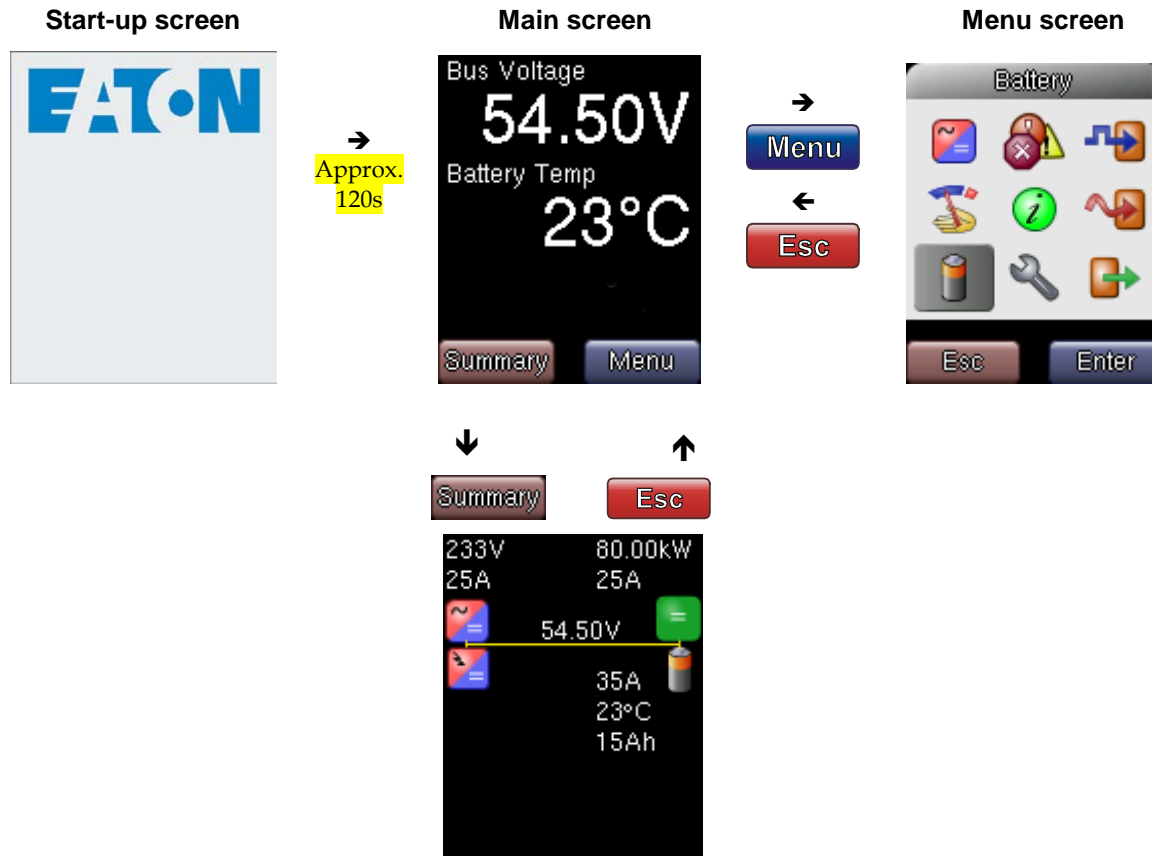 Start-up screen
Main screen
Menu screen
EATON
➔
Approx.
120s
Bus Voltage
54.50V
Battery Temp
23°C
Summary Menu
➔
Menu
🡨
Esc
Battery
Esc Enter
Summary
Esc
233V 80.00kW
25A 25A
54.50V
35A
23°C
15Ah